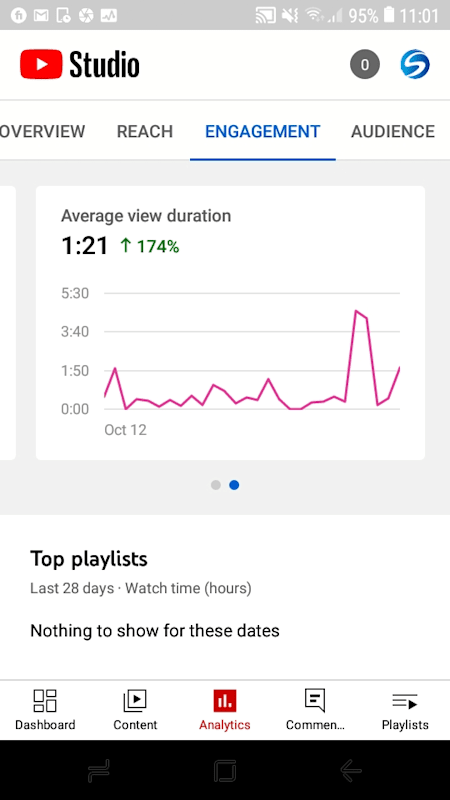 95% 11:01
Studio
0
OVERVIEW REACH ENGAGEMENT AUDIENCE
Average view duration
1:21 ↑ 174%
5:30
3:40
1:50
0:00
Oct 12
Top playlists
Last 28 days · Watch time (hours)
Nothing to show for these dates
Dashboard Content Analytics Commen... Playlists